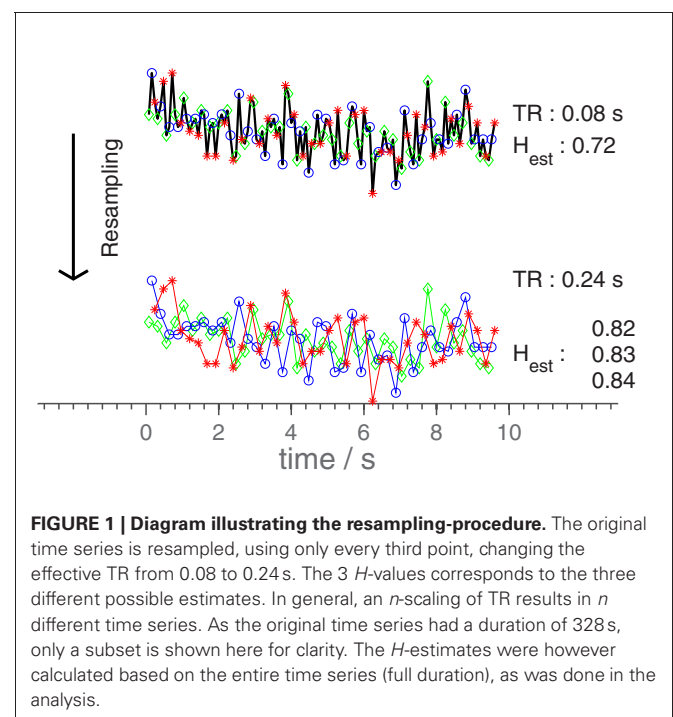 TR : 0.08 s
H_est : 0.72
Resampling
TR : 0.24 s
0.82
H_est : 0.83
0.84
0 2 4 6 8 10
time / s
FIGURE 1 | Diagram illustrating the resampling-procedure. The original
time series is resampled, using only every third point, changing the
effective TR from 0.08 to 0.24 s. The 3 H-values corresponds to the three
different possible estimates. In general, an n-scaling of TR results in n
different time series. As the original time series had a duration of 328 s,
only a subset is shown here for clarity. The H-estimates were however
calculated based on the entire time series (full duration), as was done in the
analysis.